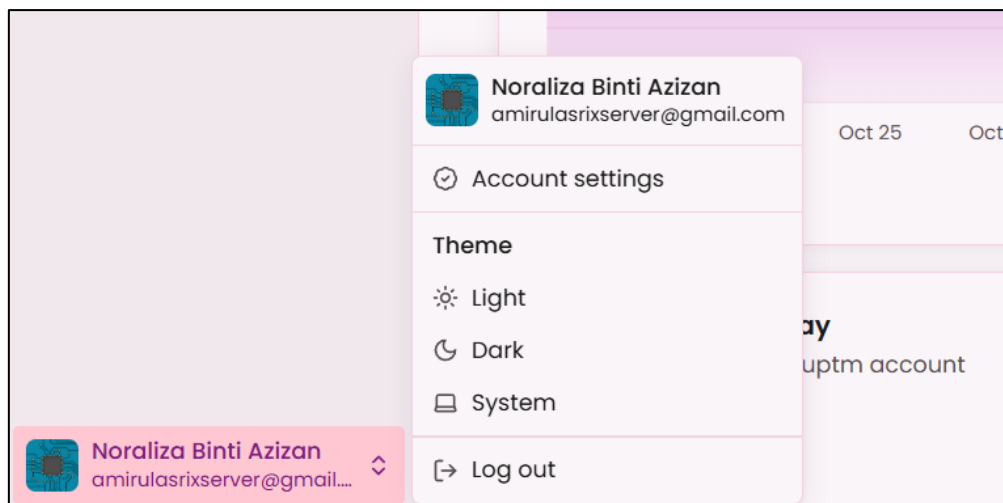 Noraliza Binti Azizan
amirulasrixserver@gmail.com
Oct 25
Oct
Account settings
Theme
Light
ay
Dark
uptm account
System
Noraliza Binti Azizan
amirulasrixserver@gmail....
Log out